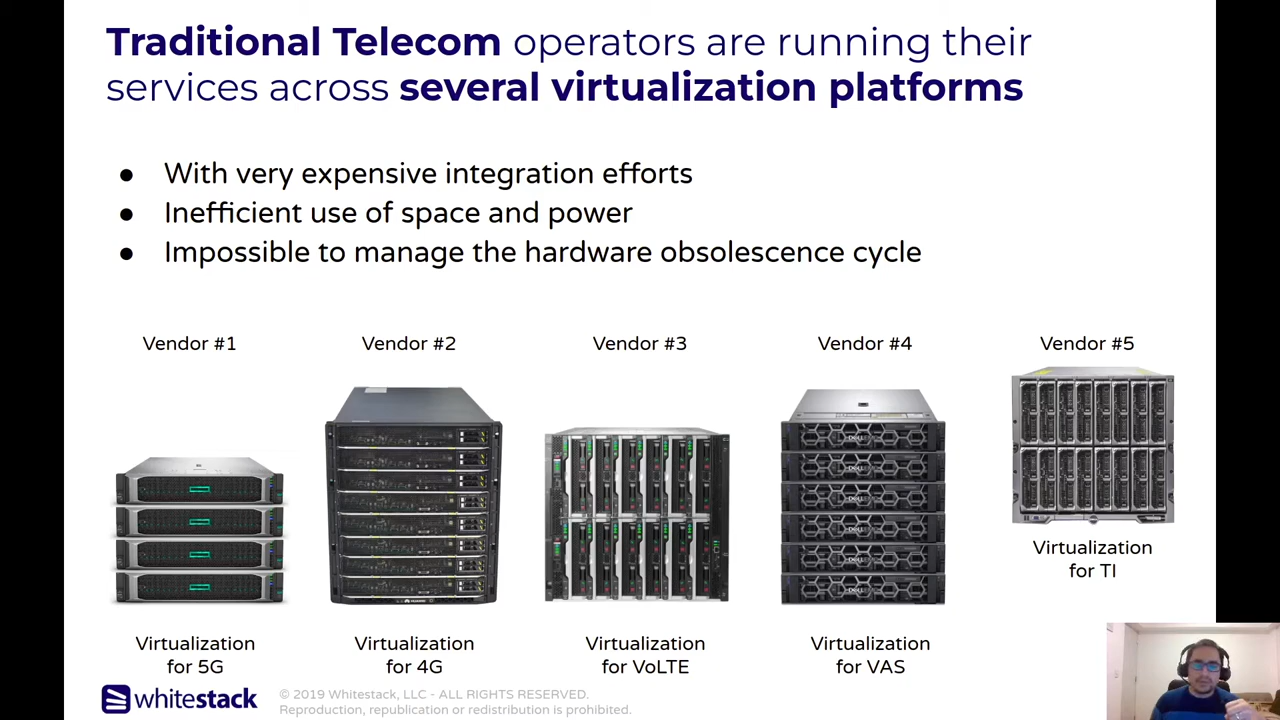 Traditional Telecom operators are running their
services across several virtualization platforms
● With very expensive integration efforts
● Inefficient use of space and power
● Impossible to manage the hardware obsolescence cycle
Vendor #1
Vendor #2
Vendor #3
Vendor #4
Vendor #5
Virtualization
for 5G
Virtualization
for 4G
Virtualization
for VoLTE
Virtualization
for VAS
Virtualization
for TI
whitestack
© 2019 Whitestack, LLC - ALL RIGHTS RESERVED.
Reproduction, republication or redistribution is prohibited.